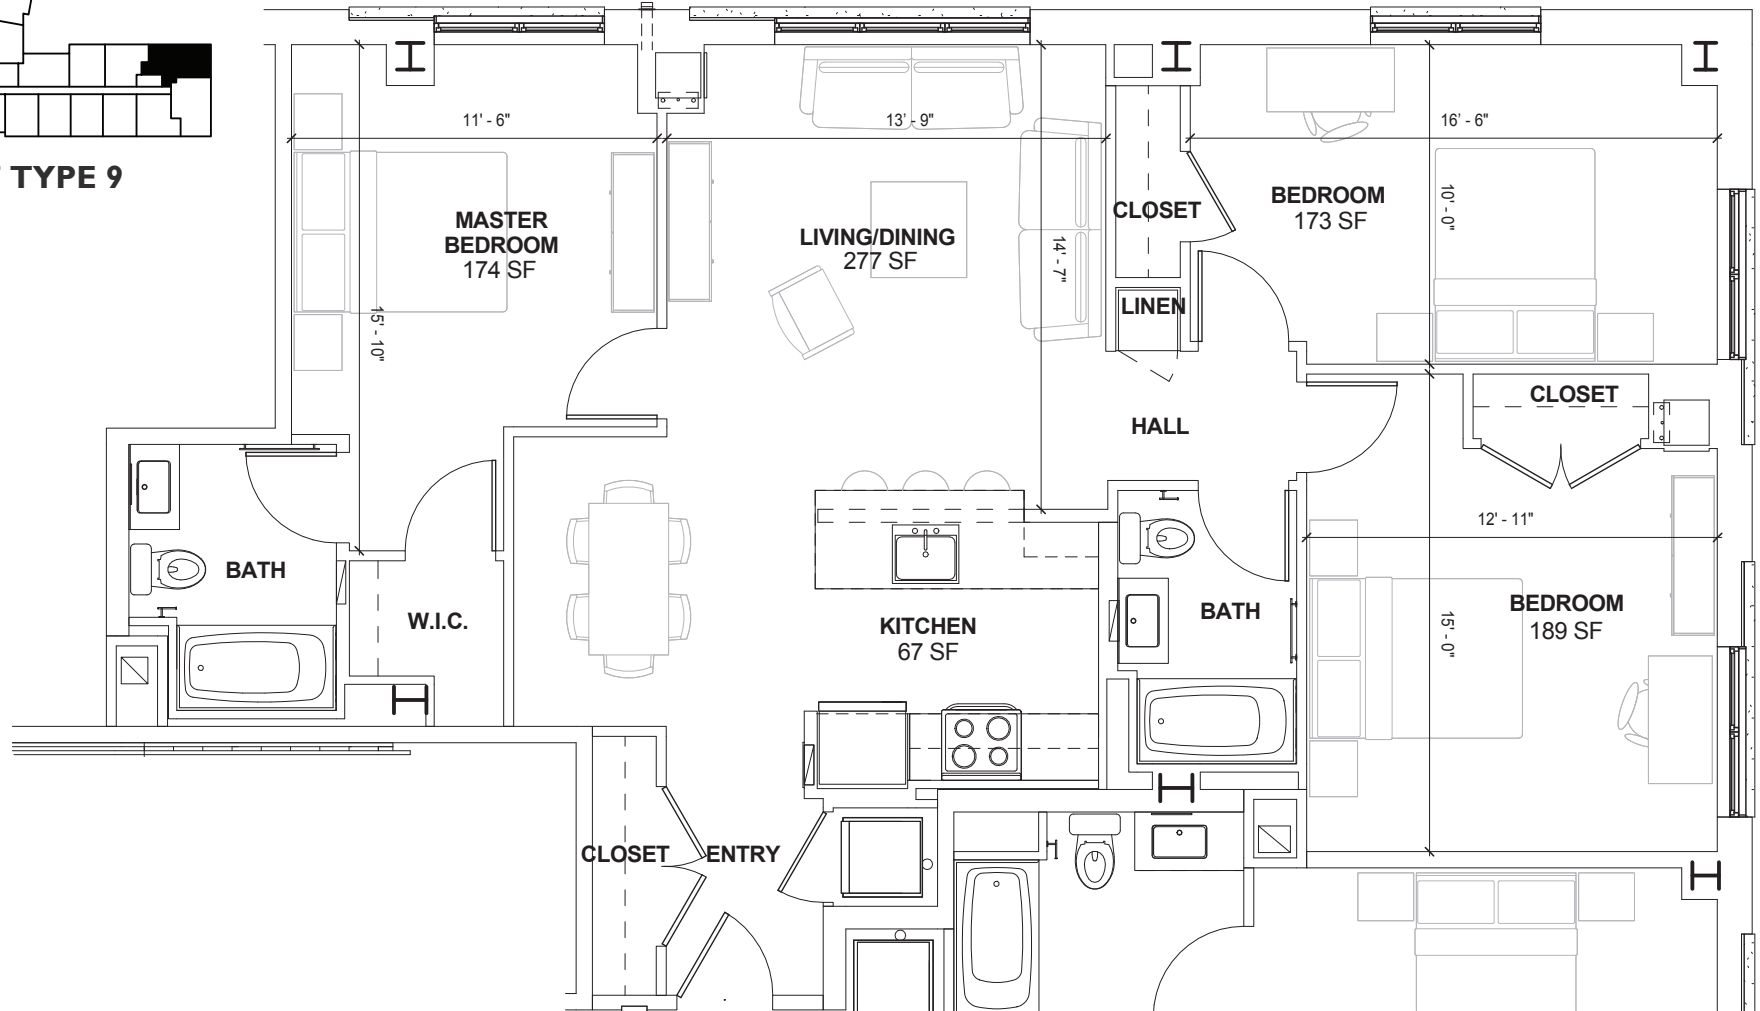 TYPE 9
11' - 6"
13' - 9"
16' - 6"
MASTER
BEDROOM
174 SF
LIVING/DINING
277 SF
14' - 7"
CLOSET
BEDROOM
173 SF
10' - 0"
15' - 10"
LINEN
CLOSET
HALL
12' - 11"
BATH
W.I.C.
KITCHEN
67 SF
BATH
BEDROOM
189 SF
15' - 0"
CLOSET
ENTRY